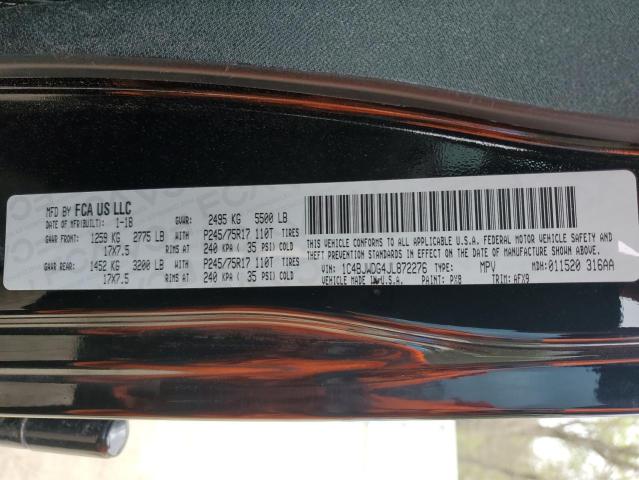 MFD BY FCA US LLC
DATE OF MFR(BUILT): 1-18 GVWR: 2495 KG 5500 LB
GAWR FRONT: 1259 KG 2775 LB WITH P245/75R17 110T TIRES
17X7.5 RIMS AT 240 KPA ( 35 PSI) COLD
GAWR REAR: 1452 KG 3200 LB WITH P245/75R17 110T TIRES
17X7.5 RIMS AT 240 KPA ( 35 PSI) COLD
THIS VEHICLE CONFORMS TO ALL APPLICABLE U.S.A. FEDERAL MOTOR VEHICLE SAFETY AND
THEFT PREVENTION STANDARDS IN EFFECT ON THE DATE OF MANUFACTURE SHOWN ABOVE.
VIN: 1C4BJWDG4JL872276 TYPE: MPV MDH: 011520 316AA
VEHICLE MADE IN U.S.A. PAINT: PX8 TRIM: AFX9